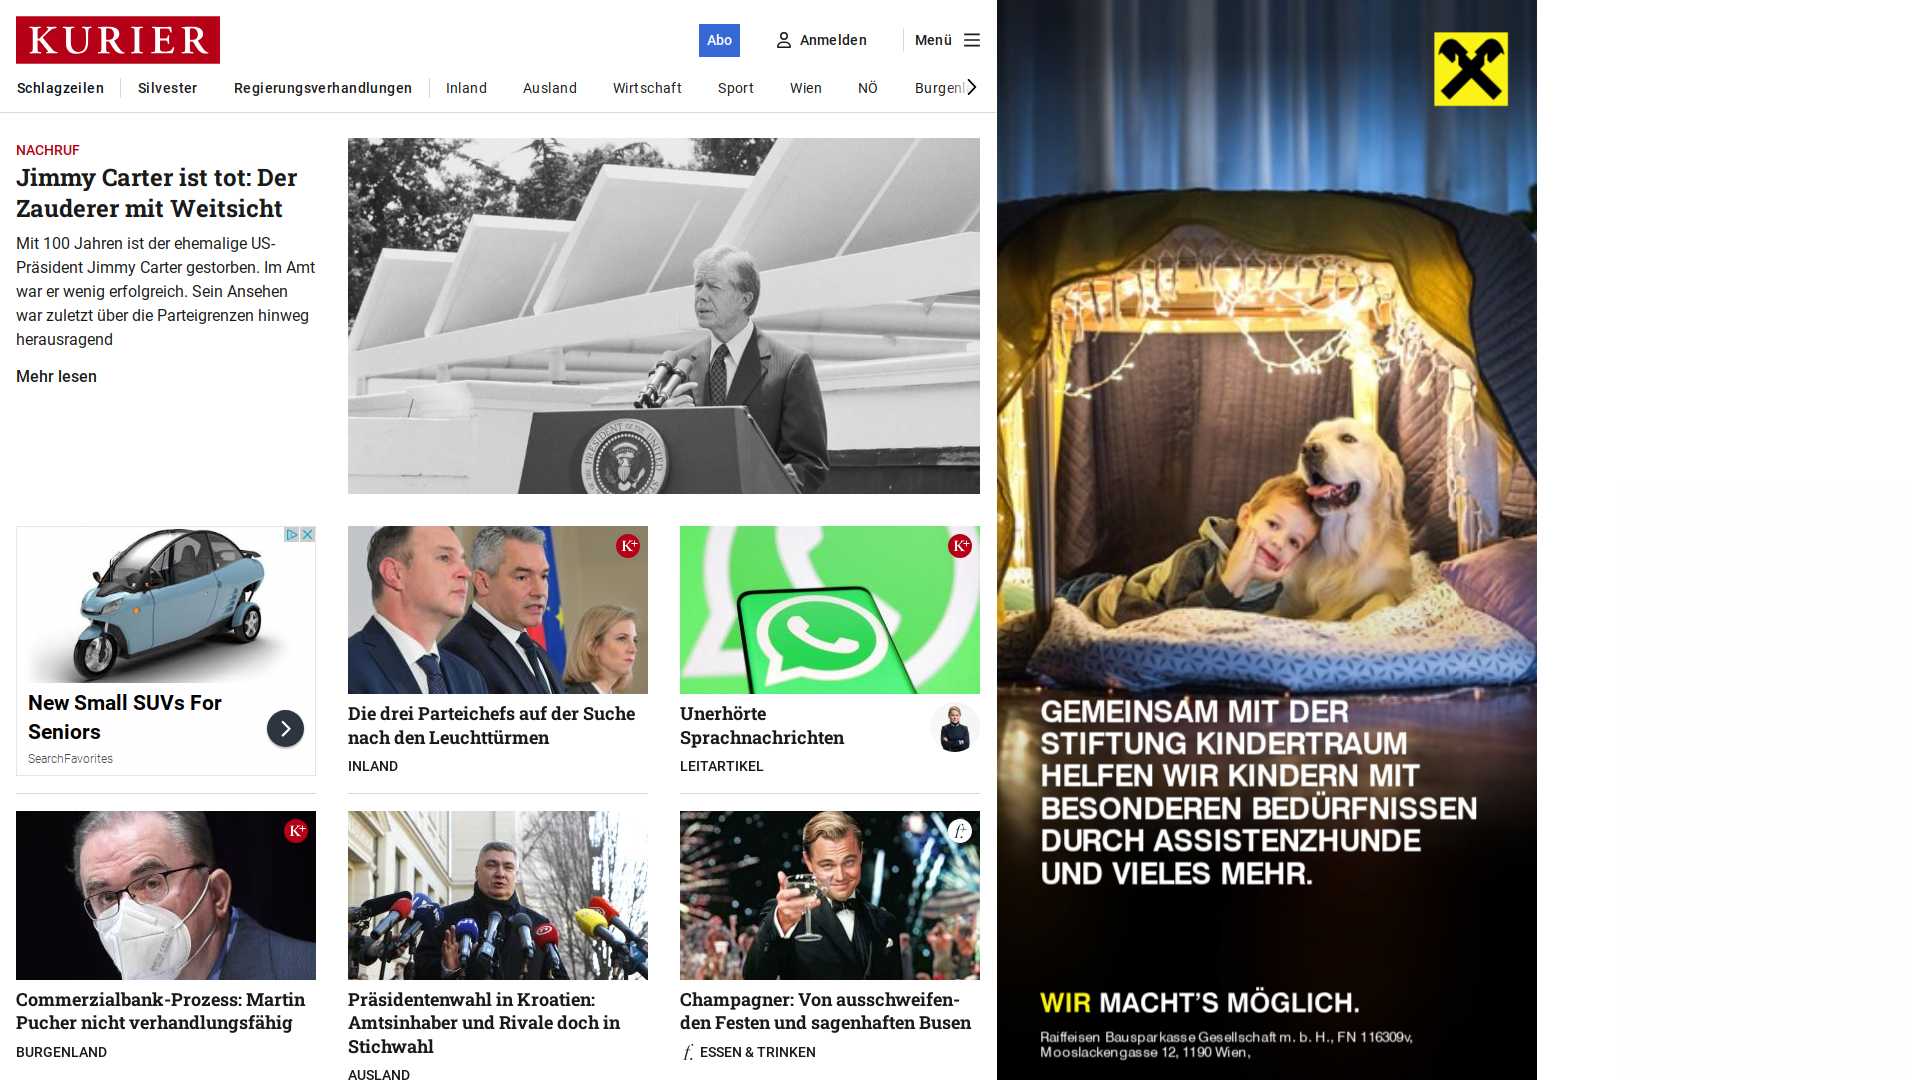 KURIER
Abo
Anmelden
Menü
Schlagzeilen
Silvester
Regierungsverhandlungen
Inland
Ausland
Wirtschaft
Sport
Wien
NÖ
NACHRUF
Jimmy Carter ist tot: Der
Zauderer mit Weitsicht
Mit 100 Jahren ist der ehemalige US-
Präsident Jimmy Carter gestorben. Im Amt
war er wenig erfolgreich. Sein Ansehen
war zuletzt über die Parteigrenzen hinweg
herausragend
Mehr lesen
New Small SUVs For
Seniors
SearchFavorites
K+
Die drei Parteichefs auf der Suche
nach den Leuchttürmen
INLAND
K+
Unerhörte
Sprachnachrichten
LEITARTIKEL
K+
Commerzialbank-Prozess: Martin
Pucher nicht verhandlungsfähig
BURGENLAND
Präsidentenwahl in Kroatien:
Amtsinhaber und Rivale doch in
Stichwahl
AUSLAND
f.
Champagner: Von ausschweifen-
den Festen und sagenhaften Busen
f. ESSEN & TRINKEN
GEMEINSAM MIT DER
STIFTUNG KINDERTRAUM
HELFEN WIR KINDERN MIT
BESONDEREN BEDÜRFNISSEN
DURCH ASSISTENZHUNDE
UND VIELES MEHR.
WIR MACHT'S MÖGLICH.
Raiffeisen Bausparkasse Gesellschaft m. b. H., FN 116309v,
Mooslackengasse 12, 1190 Wien,